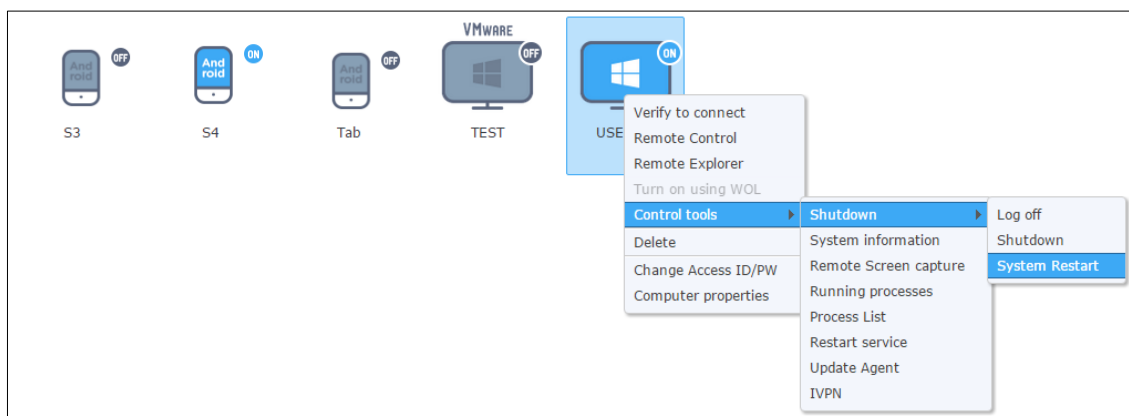 VMWARE
OFF
ON
OFF
OFF
ON
And
roid
And
roid
And
roid
S3
S4
Tab
TEST
USE
Verify to connect
Remote Control
Remote Explorer
Turn on using WOL
Control tools
Delete
Change Access ID/PW
Computer properties
Shutdown
System information
Remote Screen capture
Running processes
Process List
Restart service
Update Agent
IVPN
Log off
Shutdown
System Restart